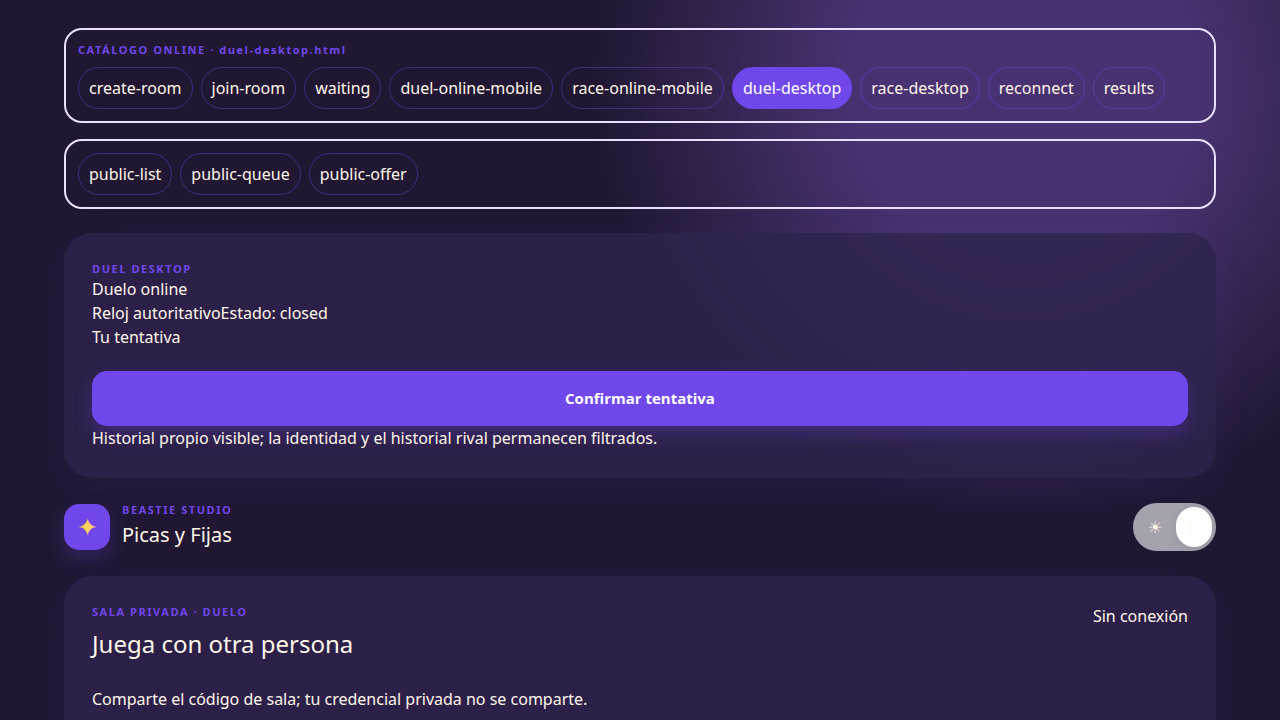 CATÁLOGO ONLINE · duel-desktop.html
create-room join-room waiting duel-online-mobile race-online-mobile duel-desktop race-desktop reconnect results
public-list public-queue public-offer
DUEL DESKTOP
Duelo online
Reloj autoritativoEstado: closed
Tu tentativa
Confirmar tentativa
Historial propio visible; la identidad y el historial rival permanecen filtrados.
BEASTIE STUDIO
Picas y Fijas
SALA PRIVADA · DUELO
Sin conexión
Juega con otra persona
Comparte el código de sala; tu credencial privada no se comparte.